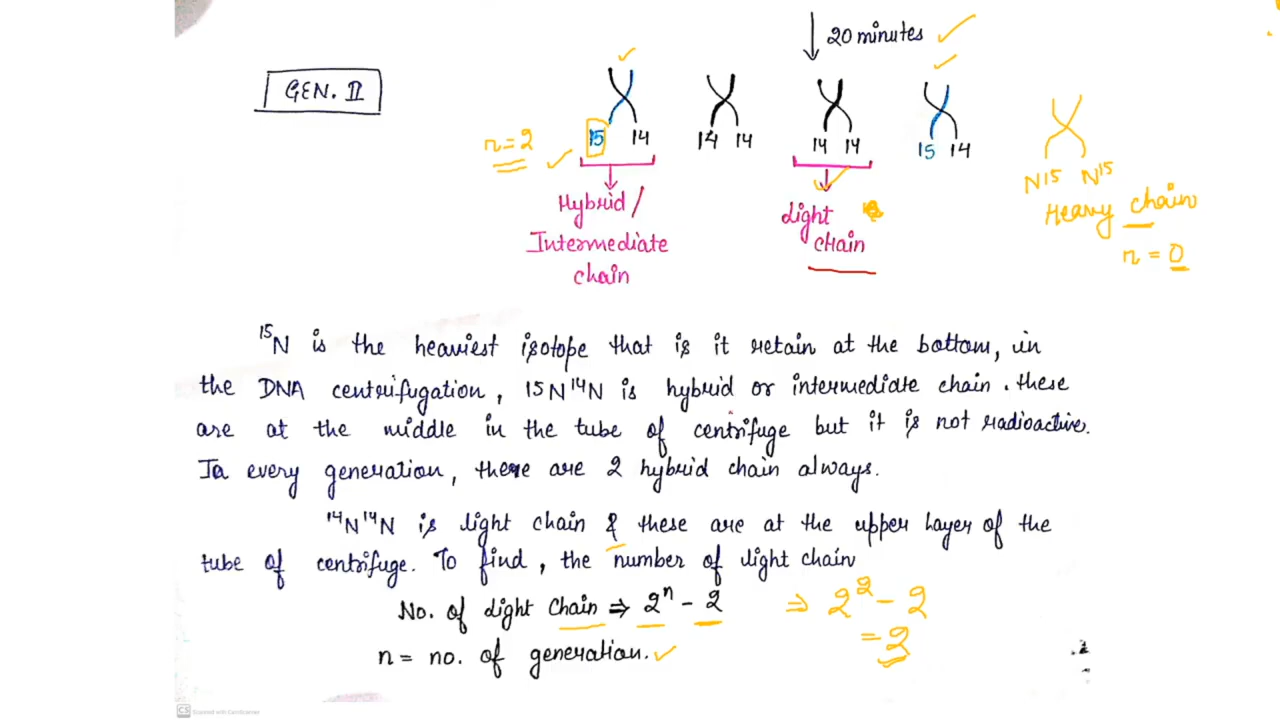 20 minutes
GEN. II
n=2
15 14
14 14
14 14
15 14
N15 N15
Hybrid/
Intermediate
chain
Light
chain
Heavy chain
n = 0
15N is the heaviest isotope that is it retain at the bottom, in
the DNA centrifugation, 15N14N is hybrid or intermediate chain. these
are at the middle in the tube of centrifuge but it is not radioactive.
In every generation, there are 2 hybrid chain always.
14N14N is light chain & these are at the upper layer of the
tube of centrifuge. To find, the number of light chain
No. of light chain ⇒ 2ⁿ - 2 ⇒ 2² - 2
= 2
n = no. of generation.
CS Scanned with CamScanner